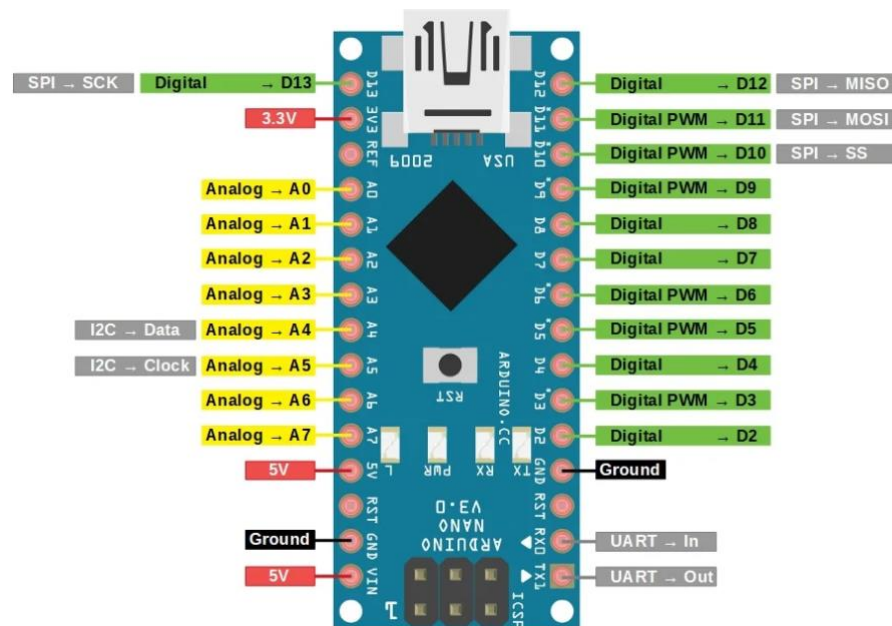 SPI → SCK Digital → D13 D13 D12 Digital → D12 SPI → MISO
3.3V 3V3 D11 Digital PWM → D11 SPI → MOSI
REF 2009 USA D10 Digital PWM → D10 SPI → SS
Analog → A0 A0 D9 Digital PWM → D9
Analog → A1 A1 D8 Digital → D8
Analog → A2 A2 D7 Digital → D7
Analog → A3 A3 D6 Digital PWM → D6
I2C → Data Analog → A4 A4 D5 Digital PWM → D5
I2C → Clock Analog → A5 A5 D4 Digital → D4
RST
ARDUINO.CC
Analog → A6 A6 D3 Digital PWM → D3
Analog → A7 A7 D2 Digital → D2
5V 5V L PWR RX TX GND Ground
RST RST
V3.0
NANO
ARDUINO
Ground GND RX0 UART → In
5V VIN TX1 UART → Out
1 ICSP